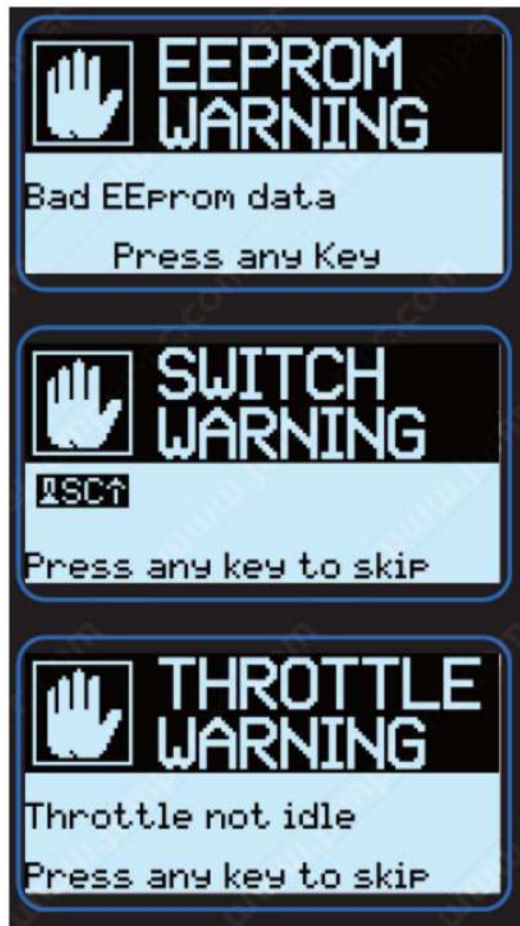 EEPROM
WARNING
Bad EEprom data
Press any Key
SWITCH
WARNING
SC↑
Press any key to skip
THROTTLE
WARNING
Throttle not idle
Press any key to skip